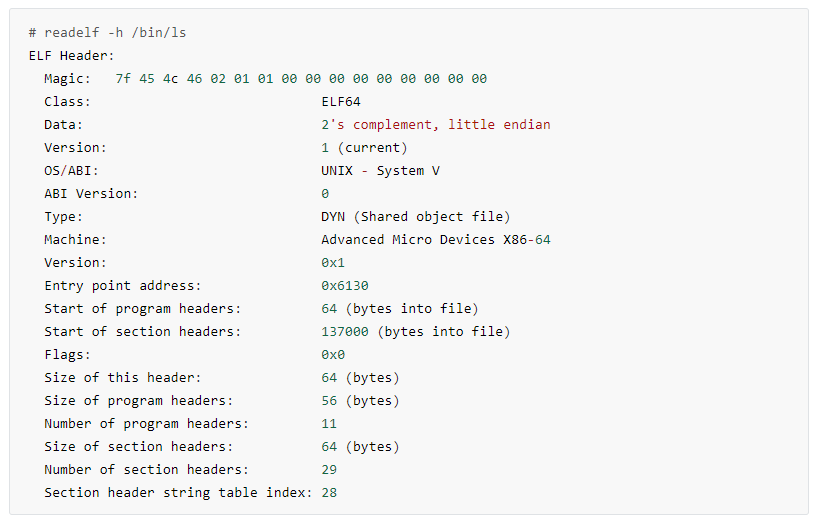 # readelf -h /bin/ls
ELF Header:
  Magic:   7f 45 4c 46 02 01 01 00 00 00 00 00 00 00 00 00
  Class:                             ELF64
  Data:                              2's complement, little endian
  Version:                           1 (current)
  OS/ABI:                            UNIX - System V
  ABI Version:                       0
  Type:                              DYN (Shared object file)
  Machine:                           Advanced Micro Devices X86-64
  Version:                           0x1
  Entry point address:               0x6130
  Start of program headers:          64 (bytes into file)
  Start of section headers:          137000 (bytes into file)
  Flags:                             0x0
  Size of this header:               64 (bytes)
  Size of program headers:           56 (bytes)
  Number of program headers:         11
  Size of section headers:           64 (bytes)
  Number of section headers:         29
  Section header string table index: 28